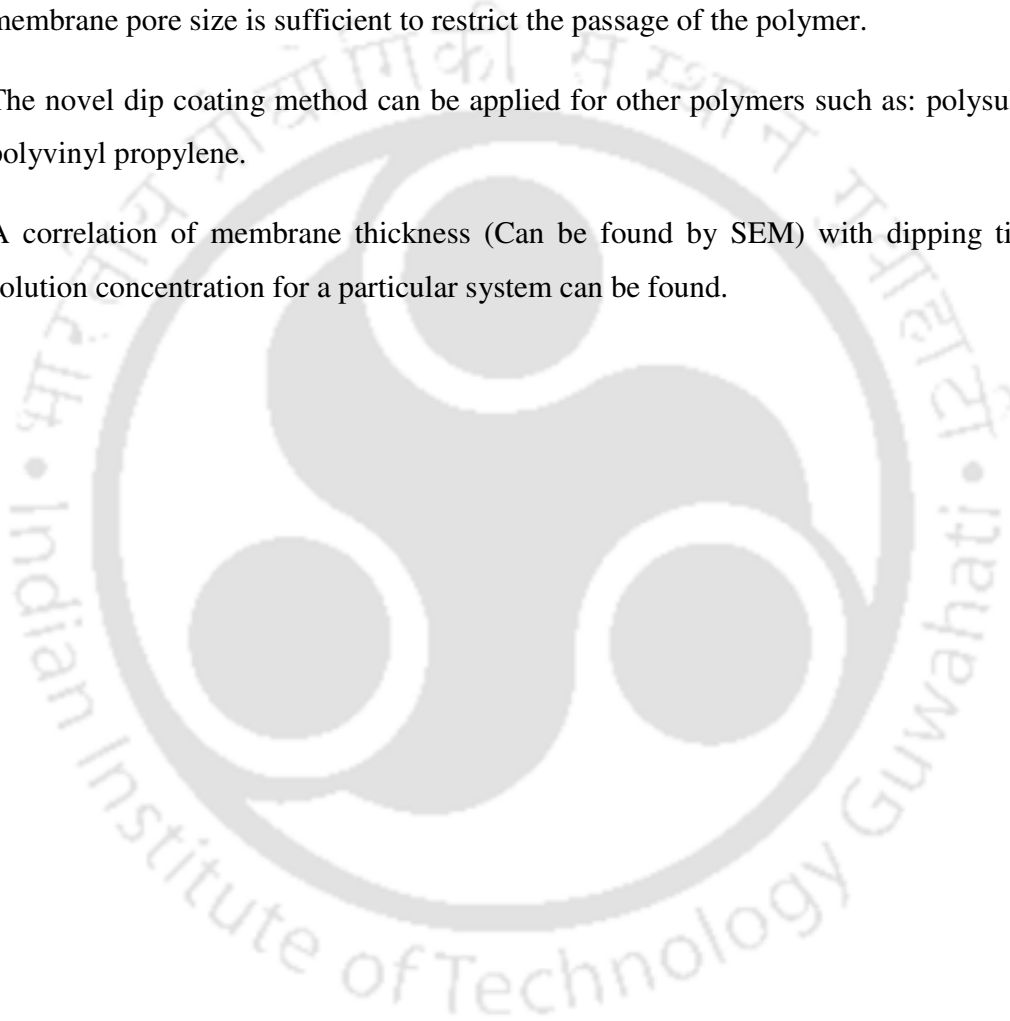 membrane pore size is sufficient to restrict the passage of the polymer.
The novel dip coating method can be applied for other polymers such as: polysul
polyvinyl propylene.
A correlation of membrane thickness (Can be found by SEM) with dipping ti
solution concentration for a particular system can be found.
भारतीय प्रौद्योगिकी संस्थान गुवाहाटी
Indian Institute of Technology Guwahati